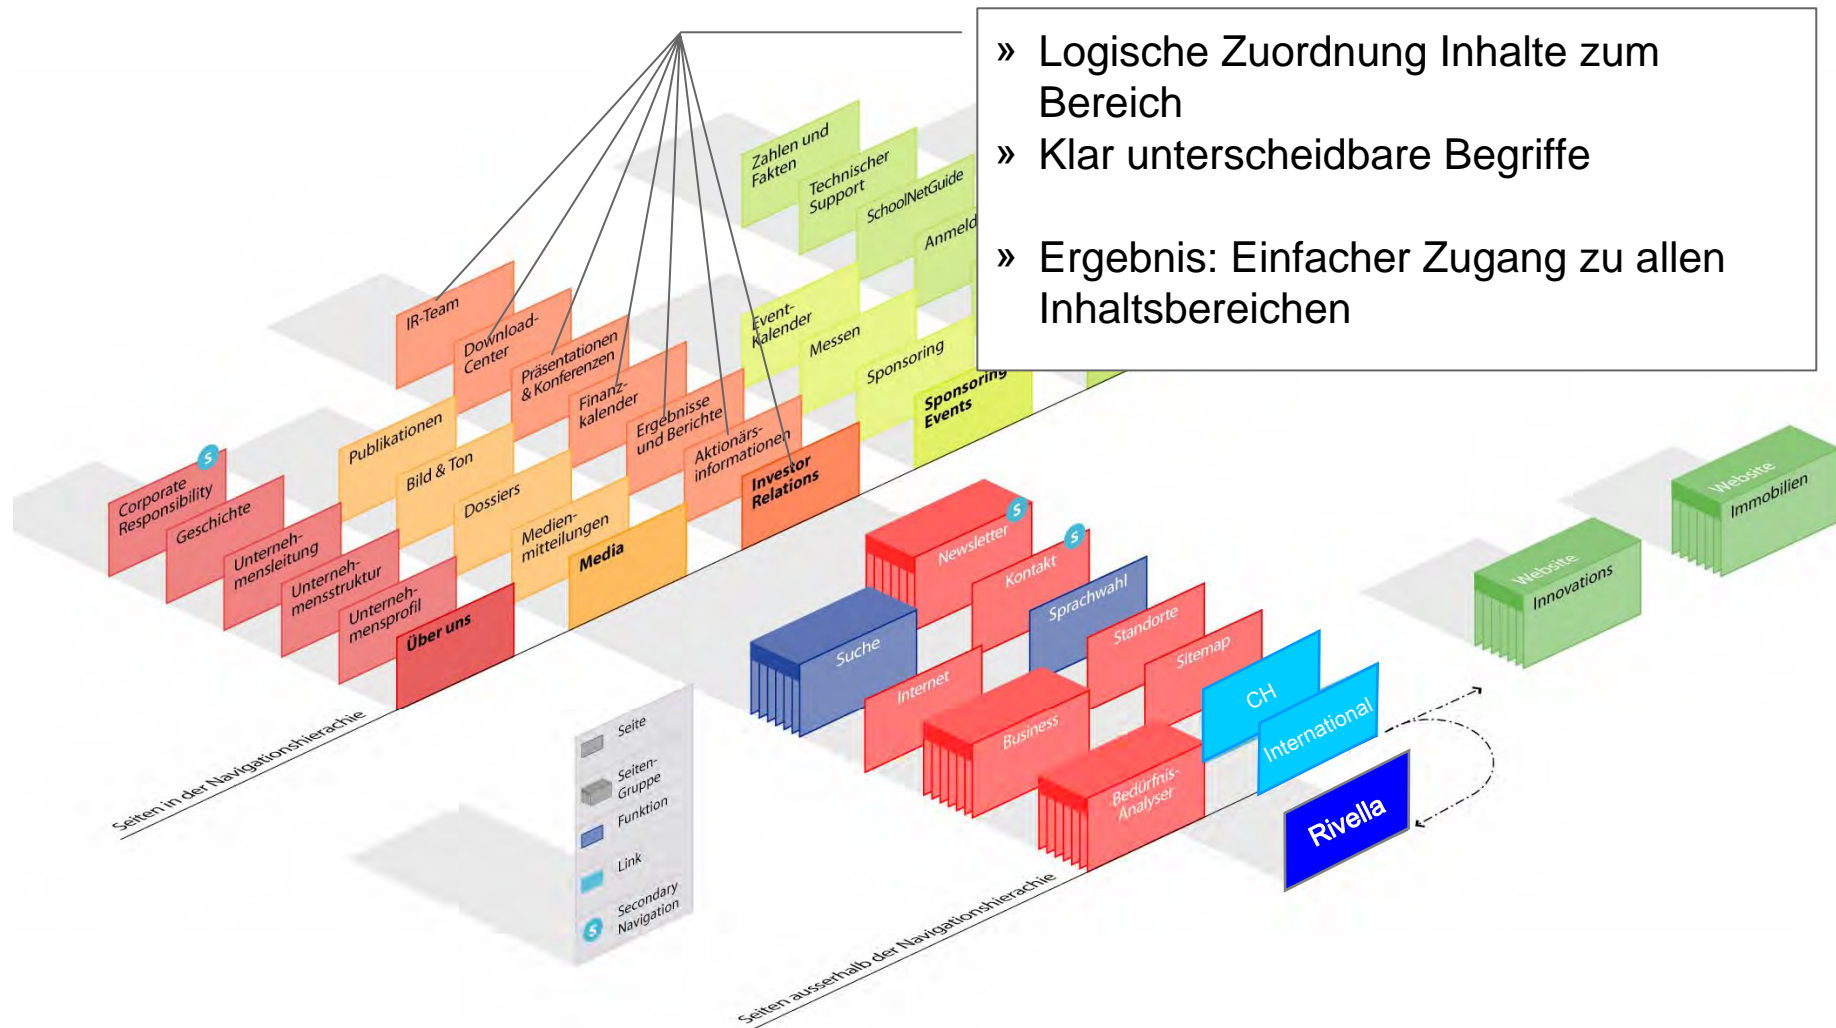 » Logische Zuordnung Inhalte zum
Bereich
» Klar unterscheidbare Begriffe
» Ergebnis: Einfacher Zugang zu allen
Inhaltsbereichen
Zahlen und
Fakten
Technischer
Support
SchoolNetGuide
Anmeld
Event-
Kalender
Messen
Sponsoring
Sponsoring
Events
IR-Team
Download-
Center
Präsentationen
& Konferenzen
Finanz-
kalender
Ergebnisse
und Berichte
Aktionärs-
informationen
Investor
Relations
Publikationen
Bild & Ton
Dossiers
Medien-
mitteilungen
Media
Corporate
Responsibility
S
Geschichte
Unterneh-
mensleitung
Unterneh-
mensstruktur
Unterneh-
mensprofil
Über uns
Seiten in der Navigationshierachie
Newsletter
S
Kontakt
S
Sprachwahl
Standorte
Sitemap
CH
International
Suche
Internet
Business
Bedürfnis-
Analyser
Rivella
Website
Innovations
Website
Immobilien
Seite
Seiten-
Gruppe
Funktion
Link
S
Secondary
Navigation
Seiten ausserhalb der Navigationshierachie